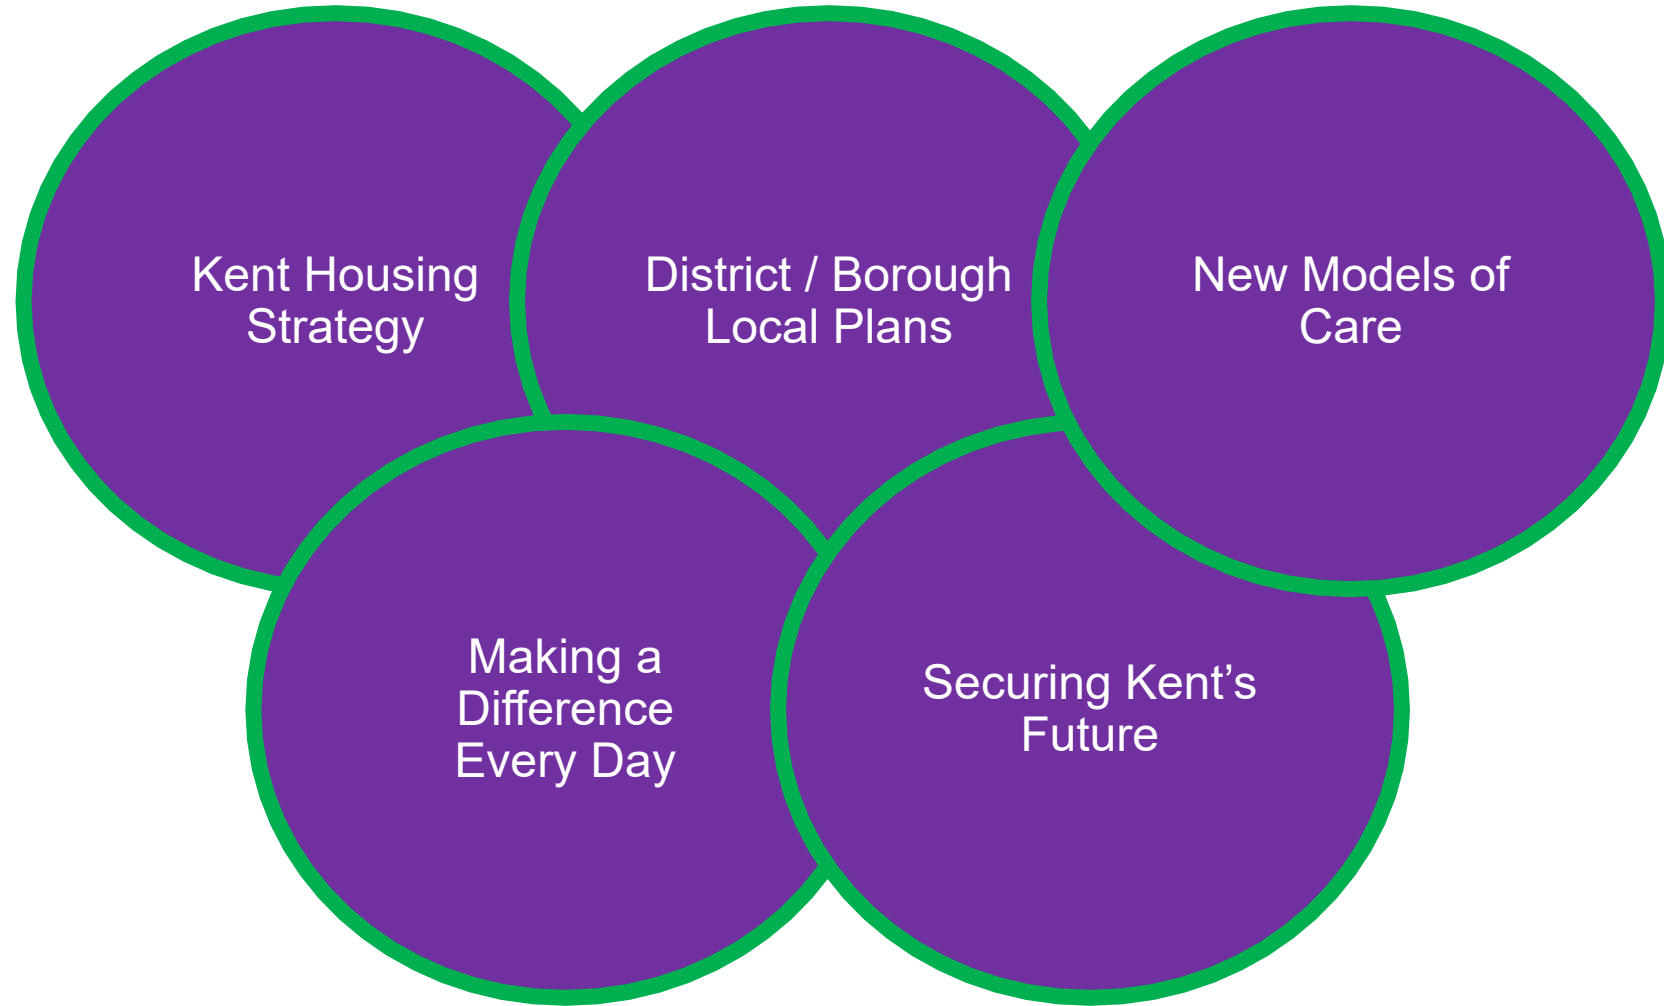 Kent Housing
Strategy
District / Borough
Local Plans
New Models of
Care
Making a
Difference
Every Day
Securing Kent’s
Future